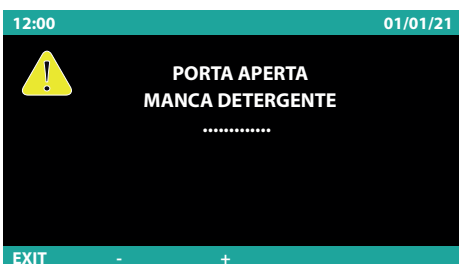 12:00 01/01/21
PORTA APERTA
MANCA DETERGENTE
.............
EXIT - +